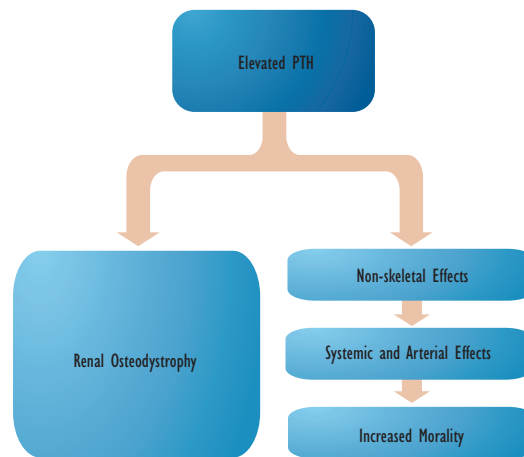 Elevated PTH
Non-skeletal Effects
Renal Osteodystrophy
Systemic and Arterial Effects
Increased Morality